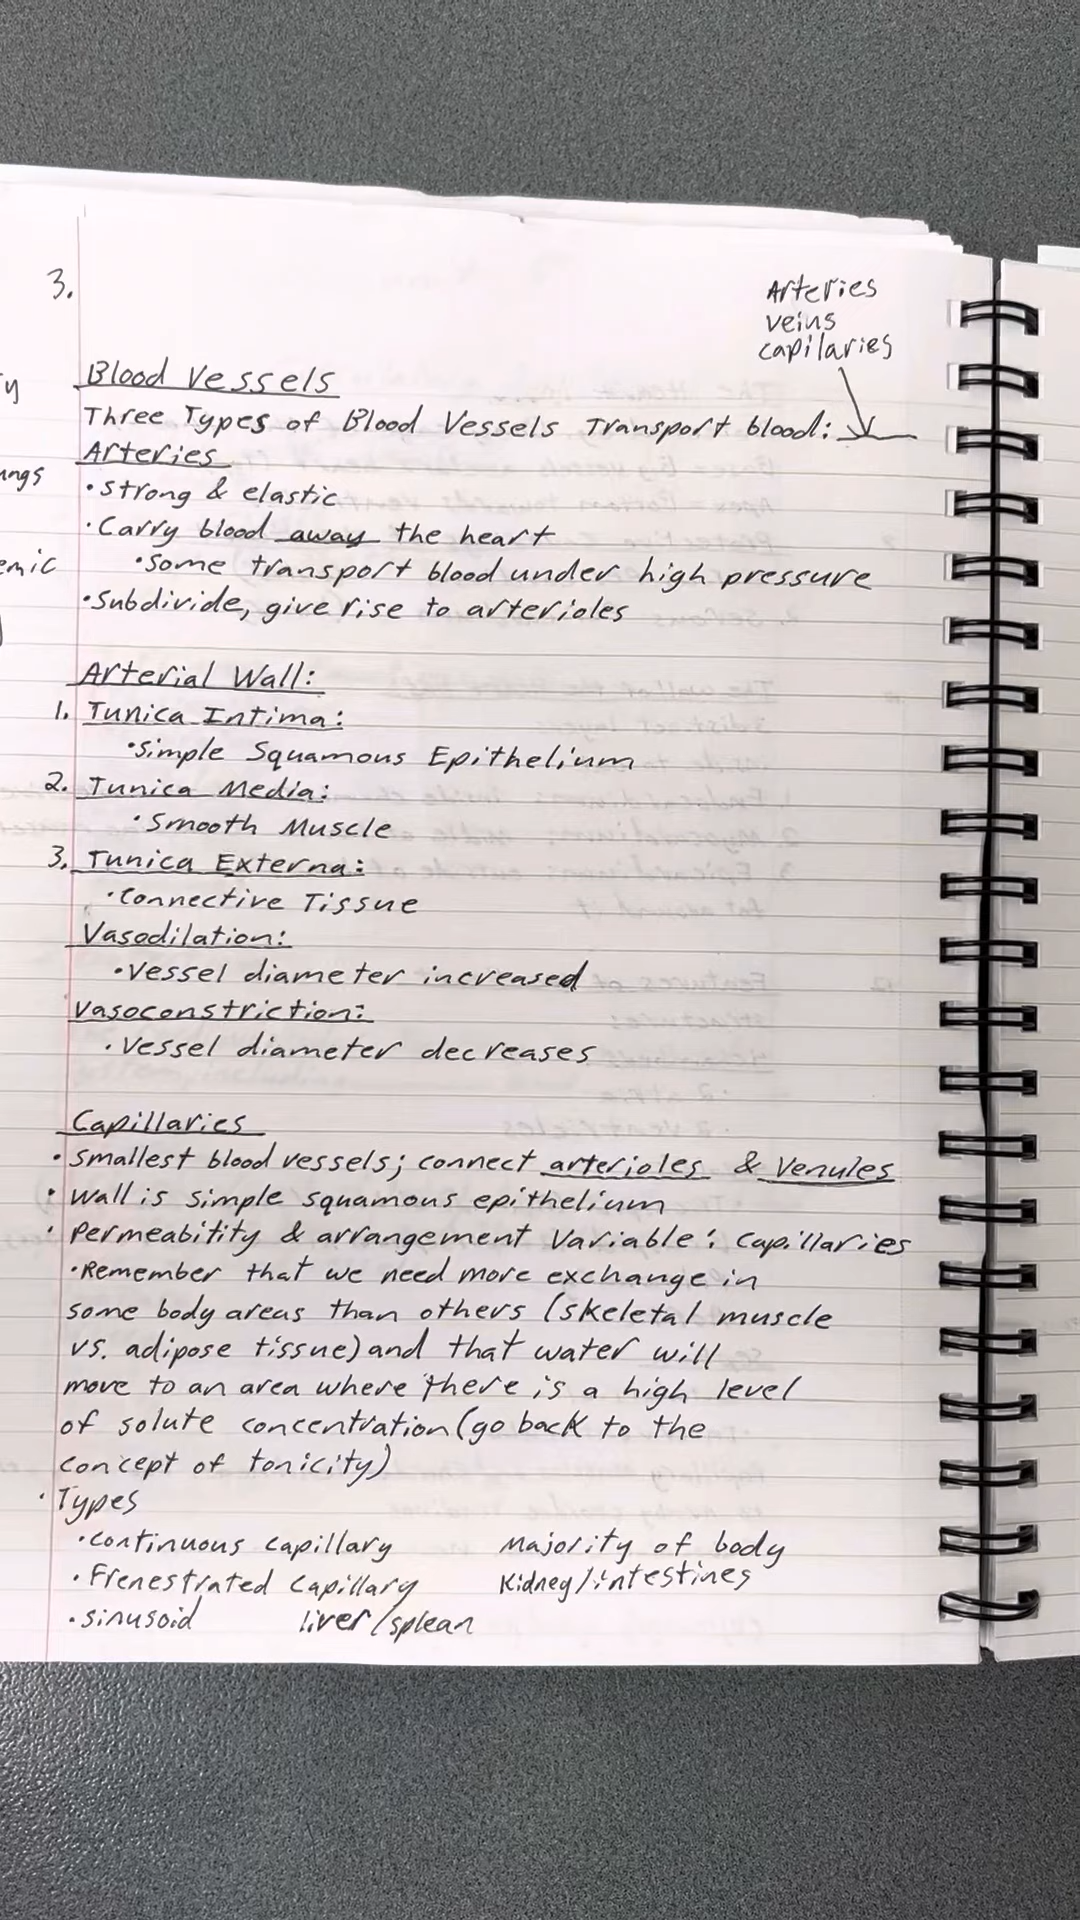 3.
Arteries
veins
capilaries
Blood Vessels
Three Types of Blood Vessels Transport blood:
Arteries
• Strong & elastic
• Carry blood away the heart
• Some transport blood under high pressure
• Subdivide, give rise to arterioles
Arterial Wall:
1. Tunica Intima:
• Simple Squamous Epithelium
2. Tunica Media:
• Smooth Muscle
3. Tunica Externa:
• Connective Tissue
Vasodilation:
• Vessel diameter increased
Vasoconstriction:
• Vessel diameter decreases
Capillaries
• Smallest blood vessels; connect arterioles & Venules
• Wall is simple squamous epithelium
• Permeabitity & arrangement Variable: Capillaries
• Remember that we need more exchange in
some body areas than others (skeletal muscle
vs. adipose tissue) and that water will
move to an area where there is a high level
of solute concentration (go back to the
concept of tonicity)
• Types
• Continuous Capillary Majority of body
• Frenestrated Capillary Kidney/intestines
• Sinusoid liver/splean